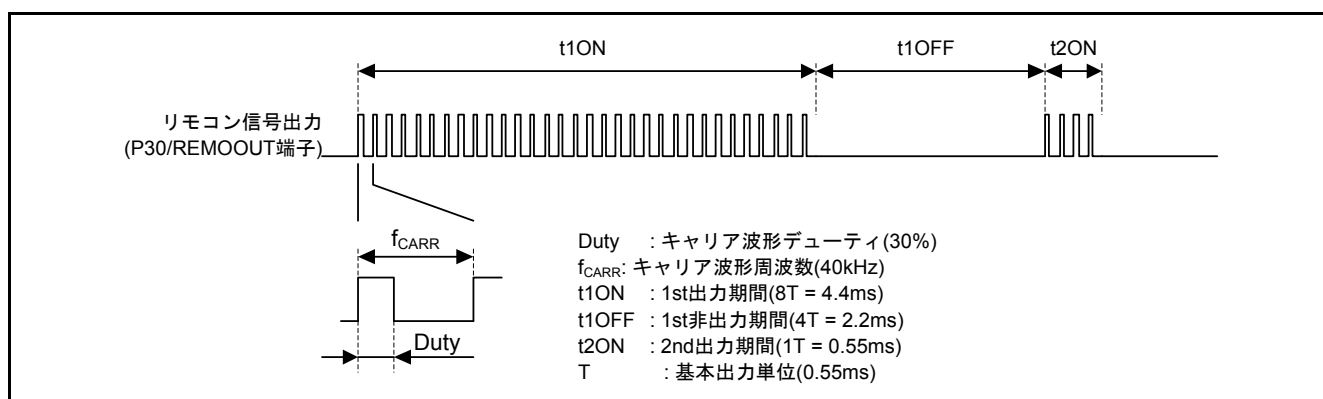 t1ON
t1OFF
t2ON
リモコン信号出力
(P30/REMOOUT端子)
fCARR
Duty
Duty : キャリア波形デューティ(30%)
fCARR: キャリア波形周波数(40kHz)
t1ON : 1st出力期間(8T = 4.4ms)
t1OFF : 1st非出力期間(4T = 2.2ms)
t2ON : 2nd出力期間(1T = 0.55ms)
T : 基本出力単位(0.55ms)